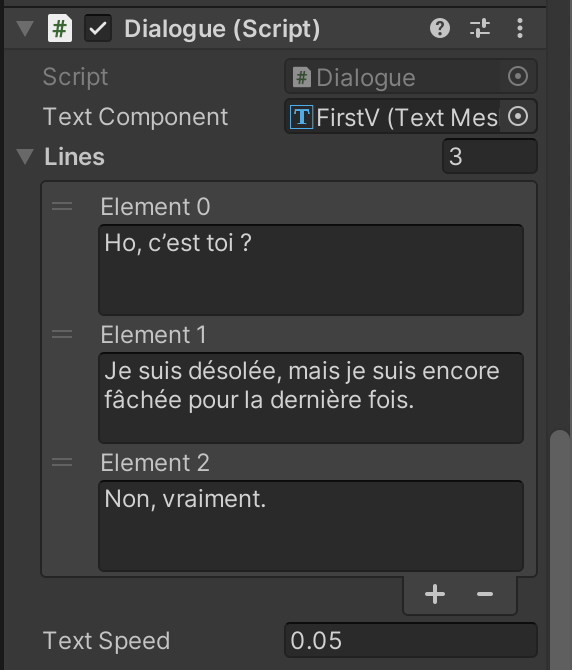 Dialogue (Script)
Script
Dialogue
Text Component
FirstV (Text Mes
Lines
3
Element 0
Ho, c’est toi ?
Element 1
Je suis désolée, mais je suis encore
fâchée pour la dernière fois.
Element 2
Non, vraiment.
Text Speed
0.05